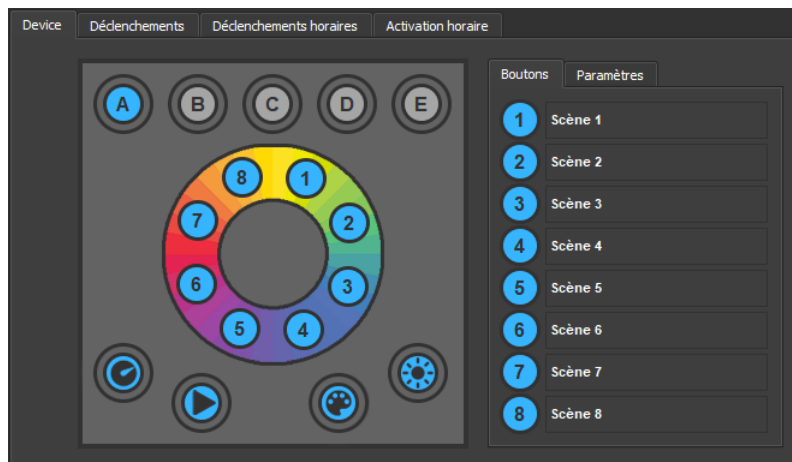 Device Déclenchements Déclenchements horaires Activation horaire
Boutons Paramètres
A B C D E
8 1
7 2
6 3
5 4
1 Scène 1
2 Scène 2
3 Scène 3
4 Scène 4
5 Scène 5
6 Scène 6
7 Scène 7
8 Scène 8